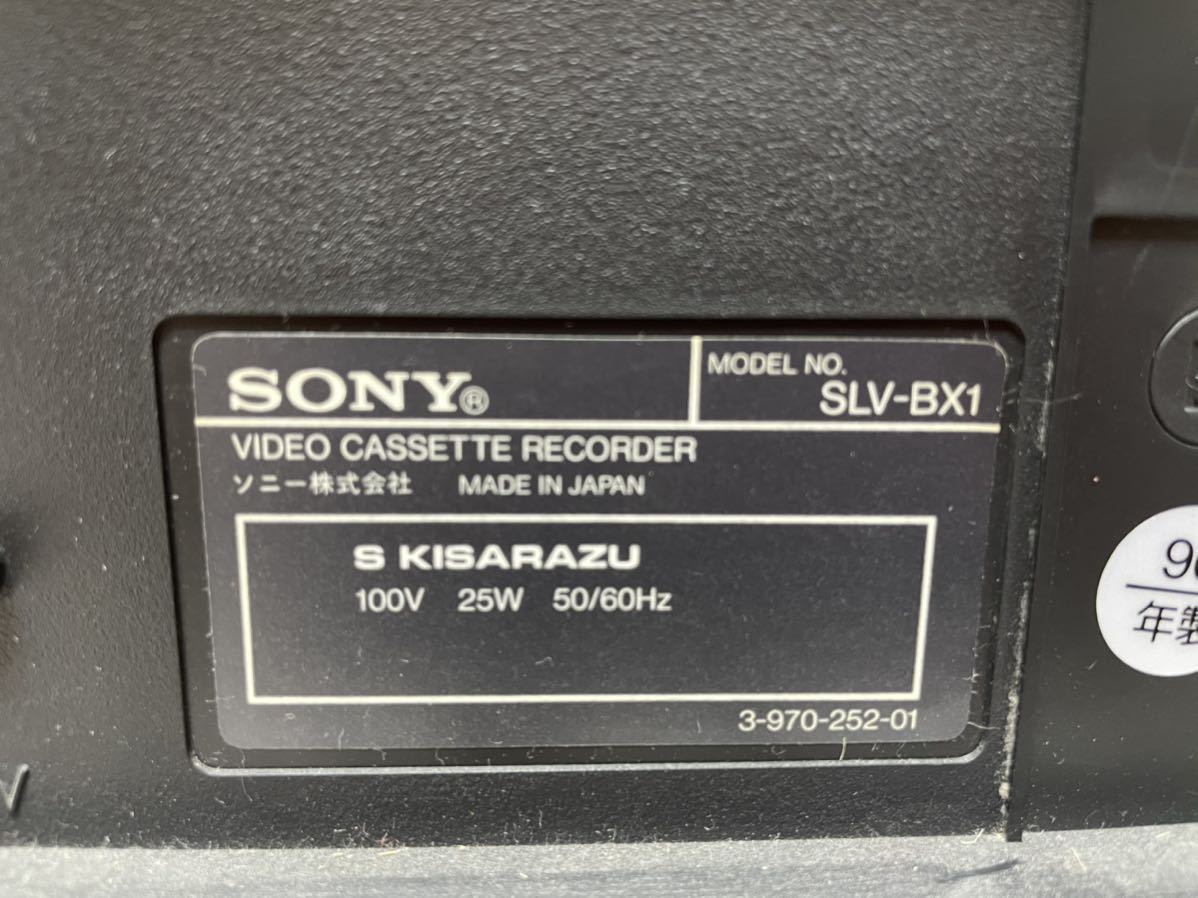 SONY®
MODEL NO.
SLV-BX1
VIDEO CASSETTE RECORDER
ソニー株式会社 MADE IN JAPAN
S KISARAZU
100V 25W 50/60Hz
3-970-252-01
年製